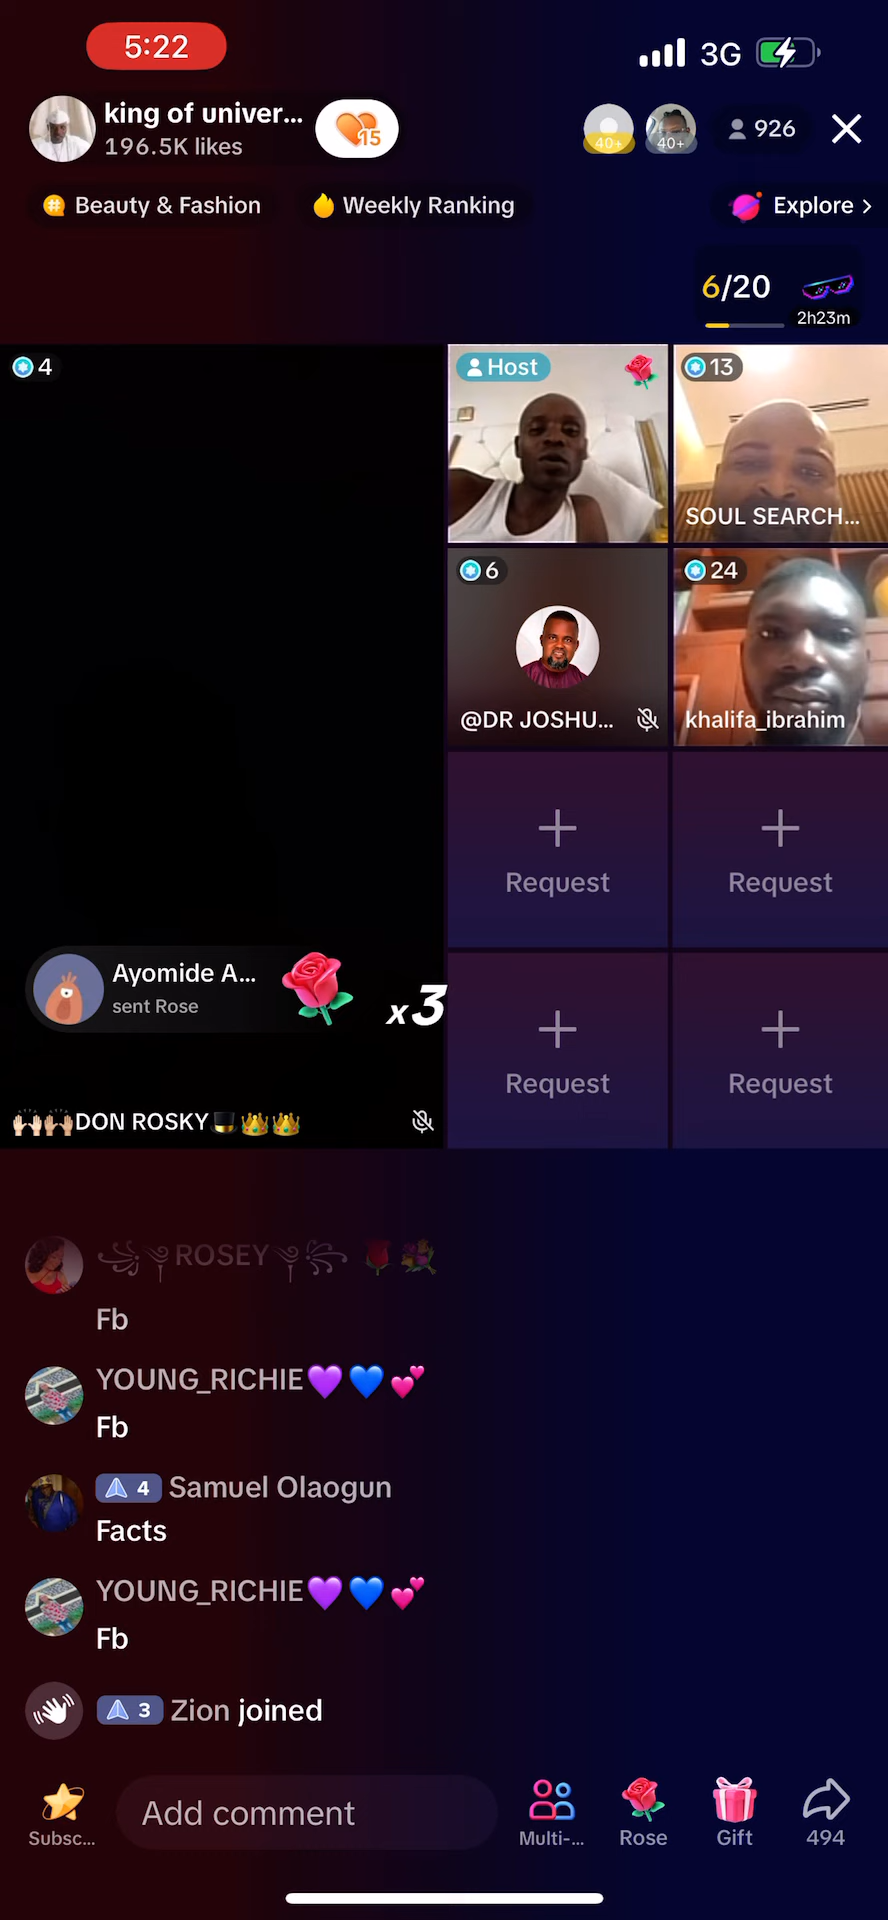 5:22
3G
king of univer...
196.5K likes
15
40+
40+
926
Beauty & Fashion
Weekly Ranking
Explore >
6/20
2h23m
4
Host
13
SOUL SEARCH...
6
24
@DR JOSHU...
khalifa_ibrahim
Request
Request
Ayomide A...
sent Rose
x3
Request
Request
🙌🏻🙌🏽DON ROSKY🎩👑👑
꧁༒ROSEY༒꧂ 🌹 💐
Fb
YOUNG_RICHIE💜💙💕
Fb
4 Samuel Olaogun
Facts
YOUNG_RICHIE💜💙💕
Fb
3 Zion joined
Subsc...
Add comment
Multi-...
Rose
Gift
494